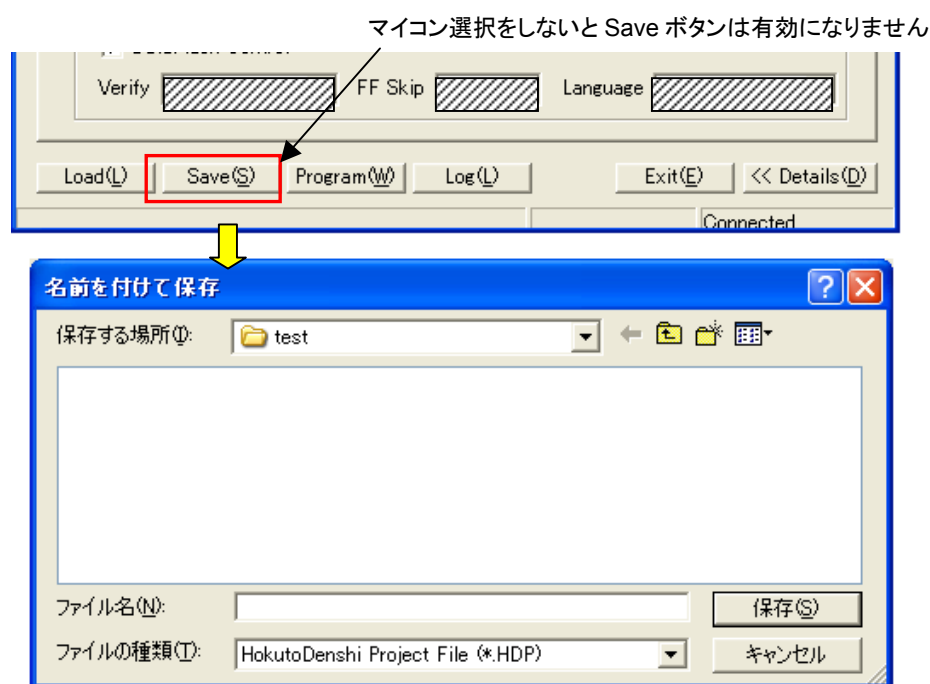 マイコン選択をしないと Save ボタンは有効になりません
Verify FF Skip Language
Load(L) Save(S) Program(W) Log(L) Exit(E) << Details(D)
Connected
名前を付けて保存
保存する場所(I): test
ファイル名(N): 保存(S)
ファイルの種類(T): HokutoDenshi Project File (*.HDP) キャンセル